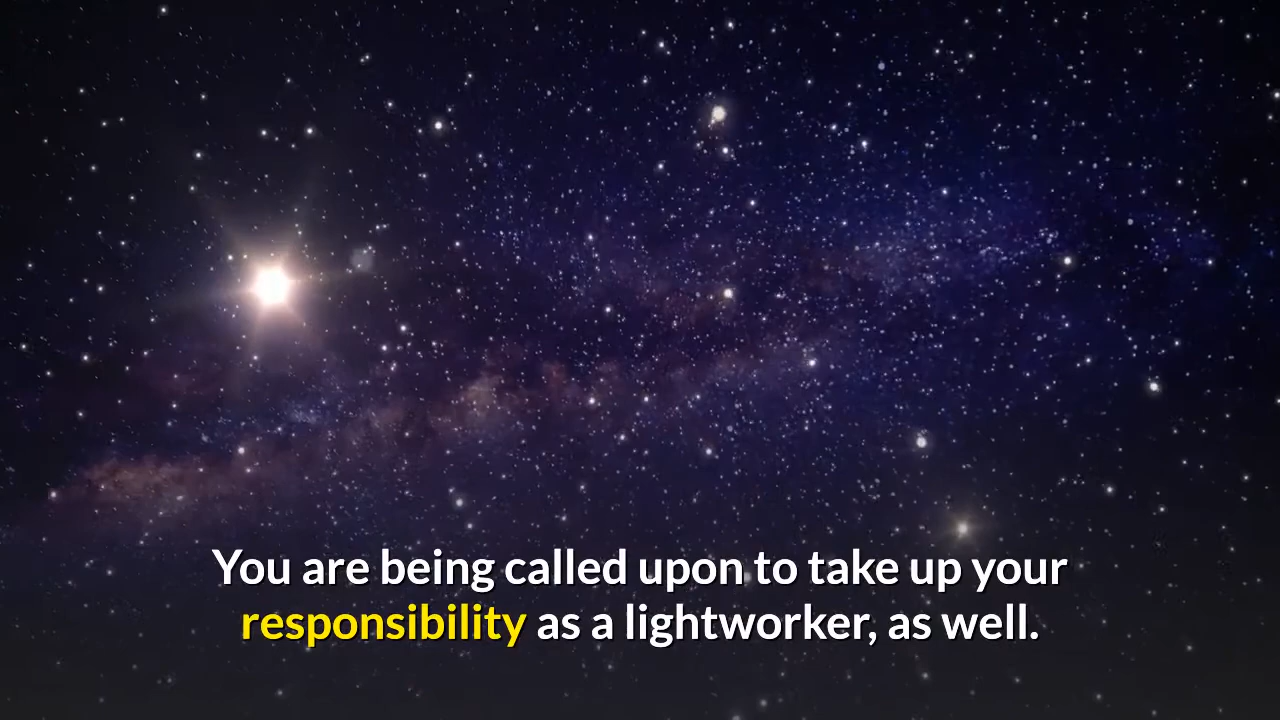 You are being called upon to take up your
responsibility as a lightworker, as well.